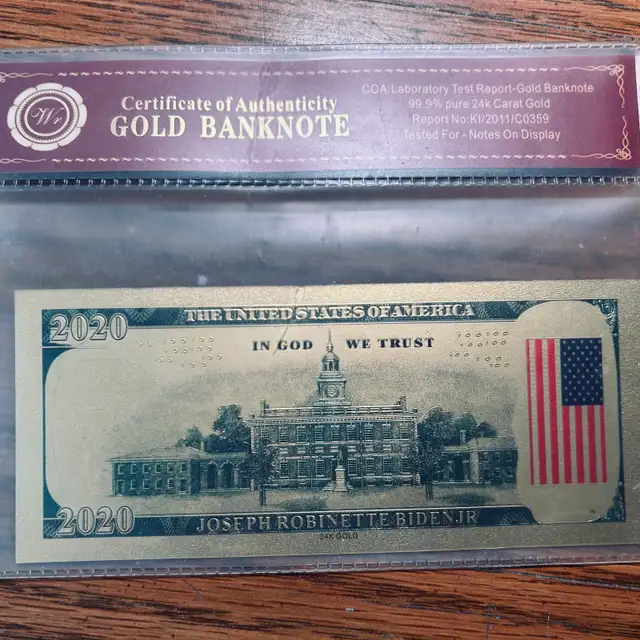 Wr
Certificate of Authenticity
GOLD BANKNOTE
COA:Laboratory Test Report-Gold Banknote
99.9% pure 24k Carat Gold
Report No:KI/2011/C0359
Tested For - Notes On Display
THE UNITED STATES OF AMERICA
2020
IN GOD WE TRUST
2020
JOSEPH ROBINETTE BIDEN JR
24K GOLD